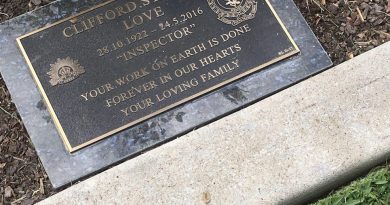 CLIFFORD
LOVE
28.10.1922 - 24.5.2016
"INSPECTOR"
YOUR WORK ON EARTH IS DONE
FOREVER IN OUR HEARTS
YOUR LOVING FAMILY